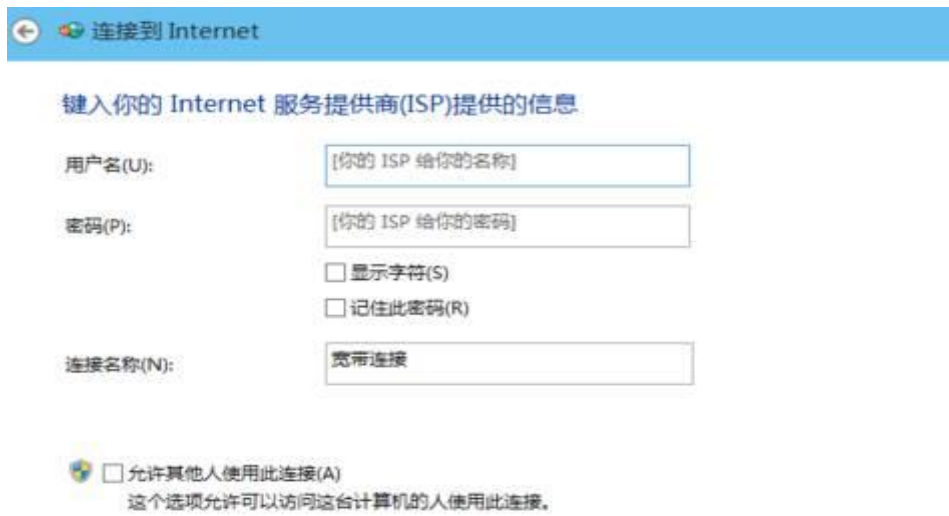 连接到 Internet
键入你的 Internet 服务提供商(ISP)提供的信息
用户名(U):
[你的 ISP 给你的名称]
密码(P):
[你的 ISP 给你的密码]
显示字符(S)
记住此密码(R)
连接名称(N):
宽带连接
允许其他人使用此连接(A)
这个选项允许可以访问这台计算机的人使用此连接。